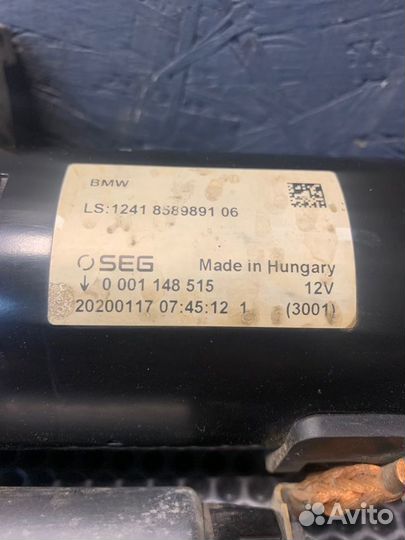 BMW
LS:1241 8589891 06
SEG Made in Hungary
0 001 148 515 12V
20200117 07:45:12 1 (3001)
Avito